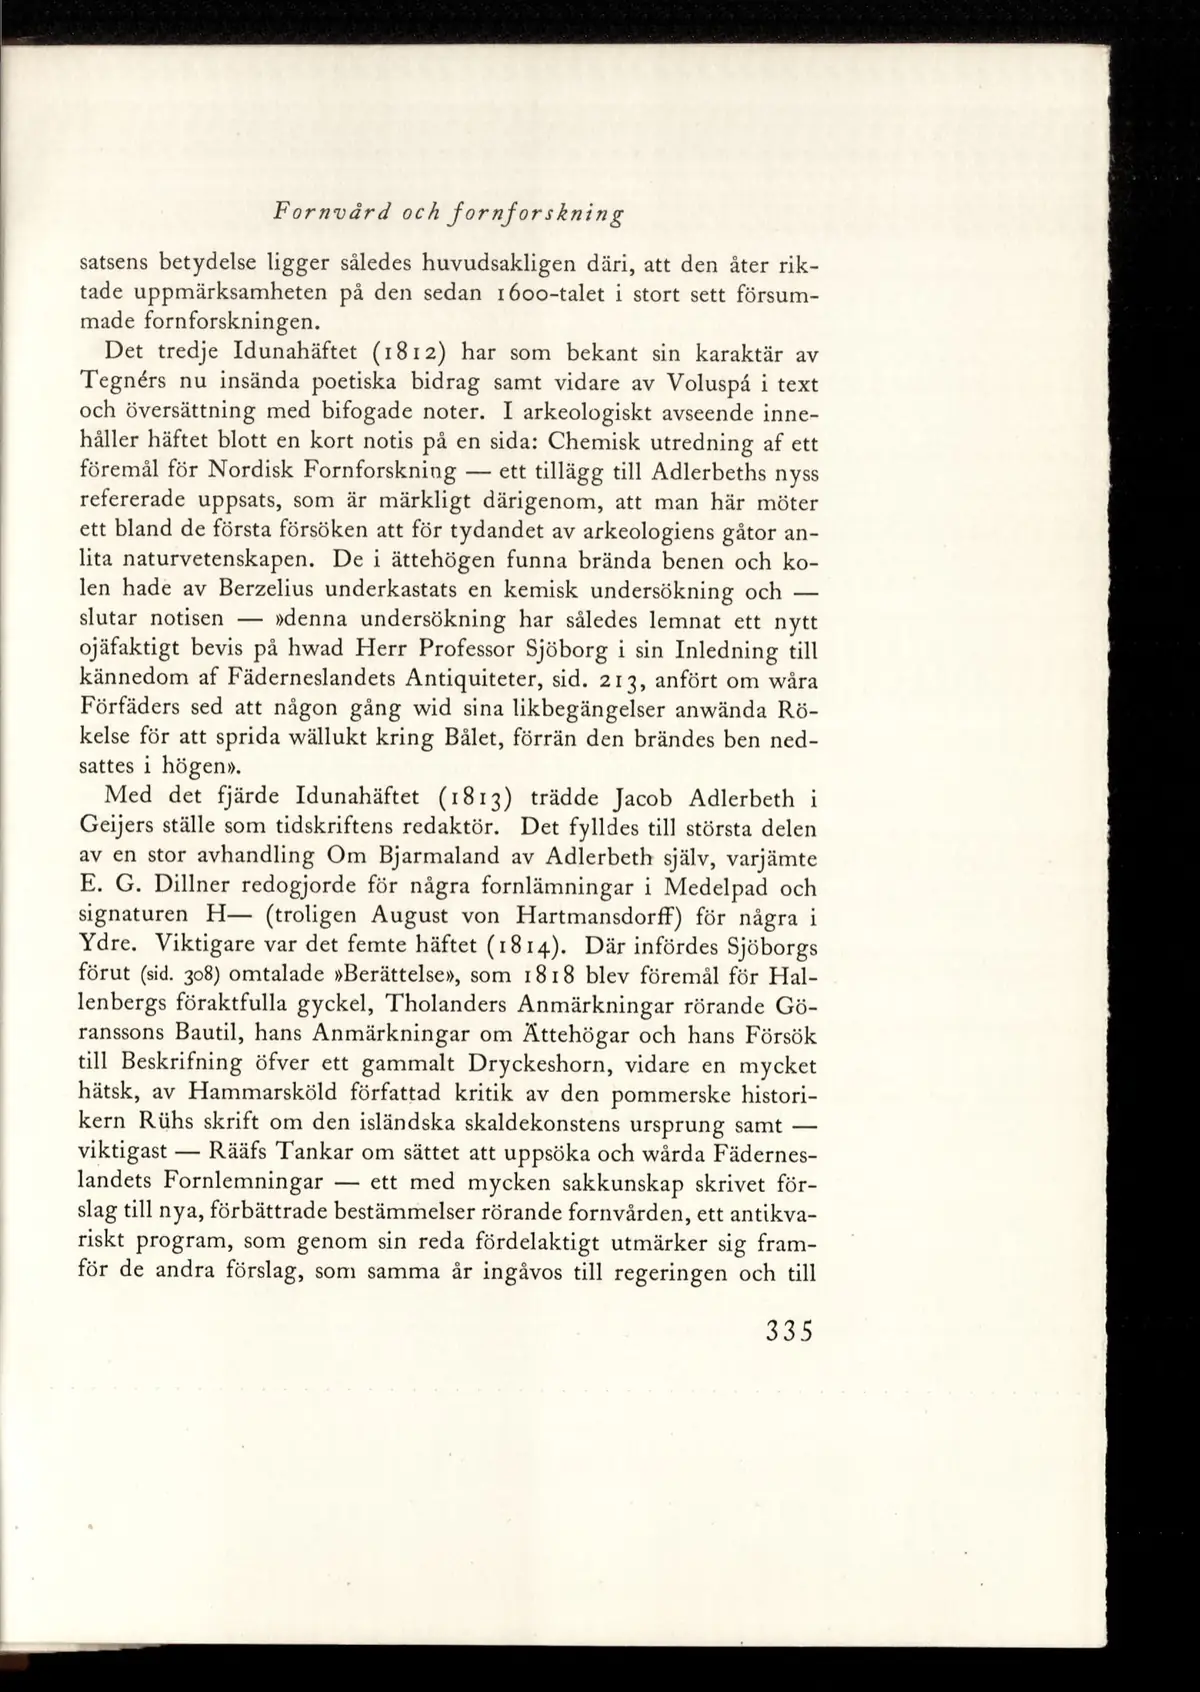 Fornvård och fornforskning
satsens betydelse ligger således huvudsakligen däri, att den åter rik-
tade uppmärksamheten på den sedan 1600-talet i stort sett försum-
made fornforskningen.
Det tredje Idunahäftet (1812) har som bekant sin karaktär av
Tegnérs nu insända poetiska bidrag samt vidare av Voluspá i text
och översättning med bifogade noter. I arkeologiskt avseende inne-
håller häftet blott en kort notis på en sida: Chemisk utredning af ett
föremål för Nordisk Fornforskning — ett tillägg till Adlerbeths nyss
refererade uppsats, som är märkligt därigenom, att man här möter
ett bland de första försöken att för tydandet av arkeologiens gåtor an-
lita naturvetenskapen. De i ättehögen funna brända benen och ko-
len hade av Berzelius underkastats en kemisk undersökning och —
slutar notisen — »denna undersökning har således lemnat ett nytt
ojäfaktigt bevis på hwad Herr Professor Sjöborg i sin Inledning till
kännedom af Fäderneslandets Antiquiteter, sid. 213, anfört om wåra
Förfäders sed att någon gång wid sina likbegängelser anwända Rö-
kelse för att sprida wällukt kring Bålet, förrän den brändes ben ned-
sattes i högen».
Med det fjärde Idunahäftet (1813) trädde Jacob Adlerbeth i
Geijers ställe som tidskriftens redaktör. Det fylldes till största delen
av en stor avhandling Om Bjarmaland av Adlerbeth själv, varjämte
E. G. Dillner redogjorde för några fornlämningar i Medelpad och
signaturen H— (troligen August von Hartmansdorff) för några i
Ydre. Viktigare var det femte häftet (1814). Där infördes Sjöborgs
förut (sid. 308) omtalade »Berättelse», som 1818 blev föremål för Hal-
lenbergs föraktfulla gyckel, Tholanders Anmärkningar rörande Gö-
ranssons Bautil, hans Anmärkningar om Ättehögar och hans Försök
till Beskrifning öfver ett gammalt Dryckeshorn, vidare en mycket
hätsk, av Hammarsköld författad kritik av den pommerske histori-
kern Rühs skrift om den isländska skaldekonstens ursprung samt —
viktigast — Rääfs Tankar om sättet att uppsöka och wårda Fädernes-
landets Fornlemningar — ett med mycken sakkunskap skrivet för-
slag till nya, förbättrade bestämmelser rörande fornvården, ett antikva-
riskt program, som genom sin reda fördelaktigt utmärker sig fram-
för de andra förslag, som samma år ingåvos till regeringen och till
335